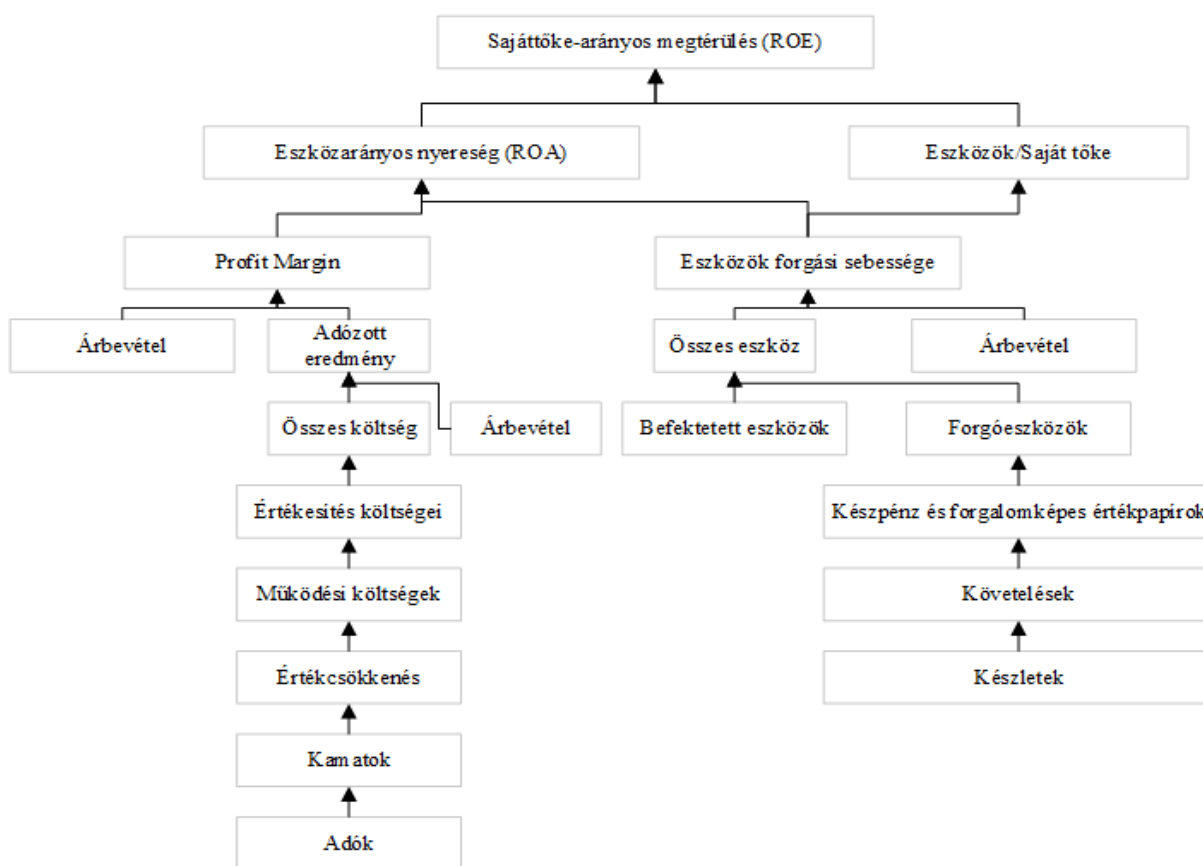 Sajáttőke-arányos megtérülés (ROE)
Eszközarányos nyereség (ROA)
Eszközök/Saját tőke
Profit Margin
Eszközök forgási sebessége
Árbevétel
Adózott
eredmény
Összes eszköz
Árbevétel
Összes költség
Árbevétel
Befektetett eszközök
Forgóeszközök
Értékesítés költségei
Készpénz és forgalomképes értékpapírok
Működési költségek
Követelések
Értékcsökkenés
Készletek
Kamatok
Adók